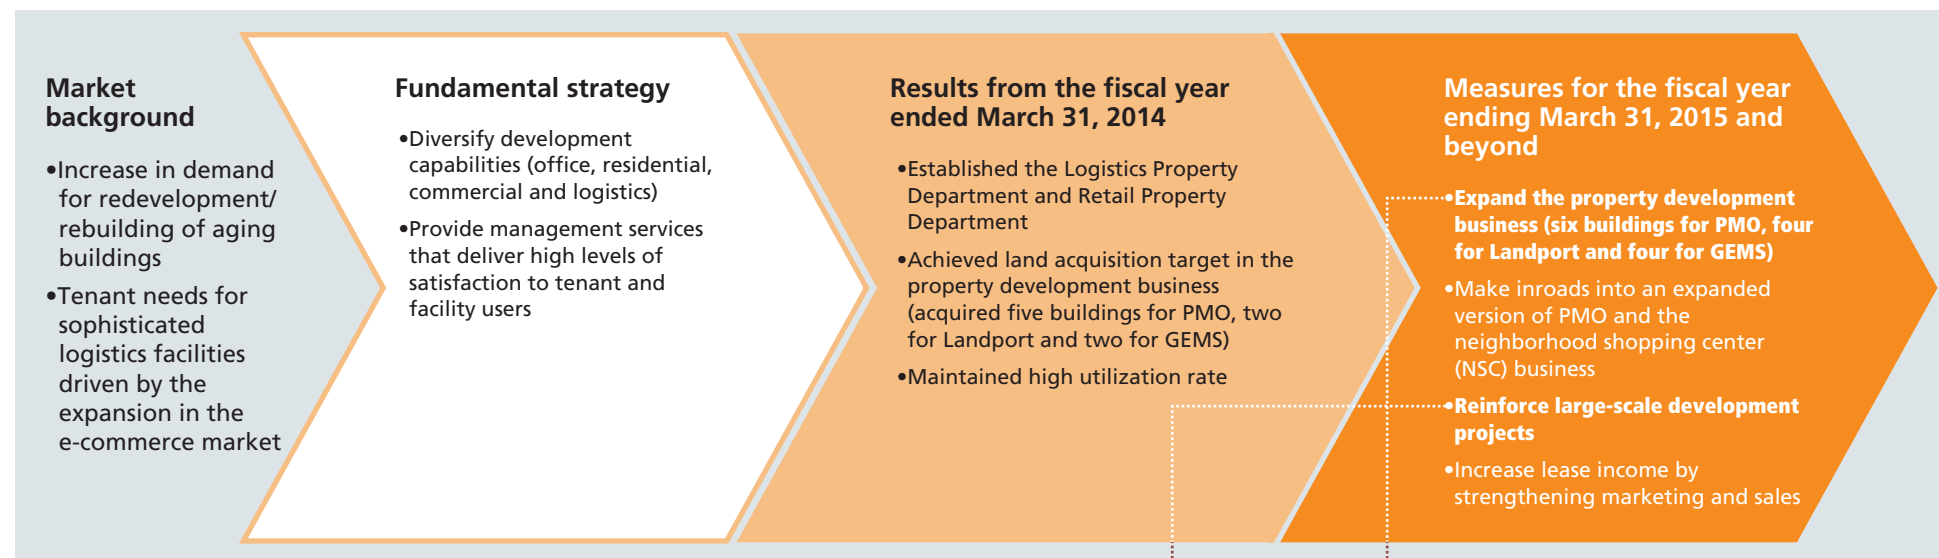 Market
background
•Increase in demand
for redevelopment/
rebuilding of aging
buildings
•Tenant needs for
sophisticated
logistics facilities
driven by the
expansion in the
e-commerce market
Fundamental strategy
•Diversify development
capabilities (office, residential,
commercial and logistics)
•Provide management services
that deliver high levels of
satisfaction to tenant and
facility users
Results from the fiscal year
ended March 31, 2014
•Established the Logistics Property
Department and Retail Property
Department
•Achieved land acquisition target in the
property development business
(acquired five buildings for PMO, two
for Landport and two for GEMS)
•Maintained high utilization rate
Measures for the fiscal year
ending March 31, 2015 and
beyond
•Expand the property development
business (six buildings for PMO, four
for Landport and four for GEMS)
•Make inroads into an expanded
version of PMO and the
neighborhood shopping center
(NSC) business
•Reinforce large-scale development
projects
•Increase lease income by
strengthening marketing and sales